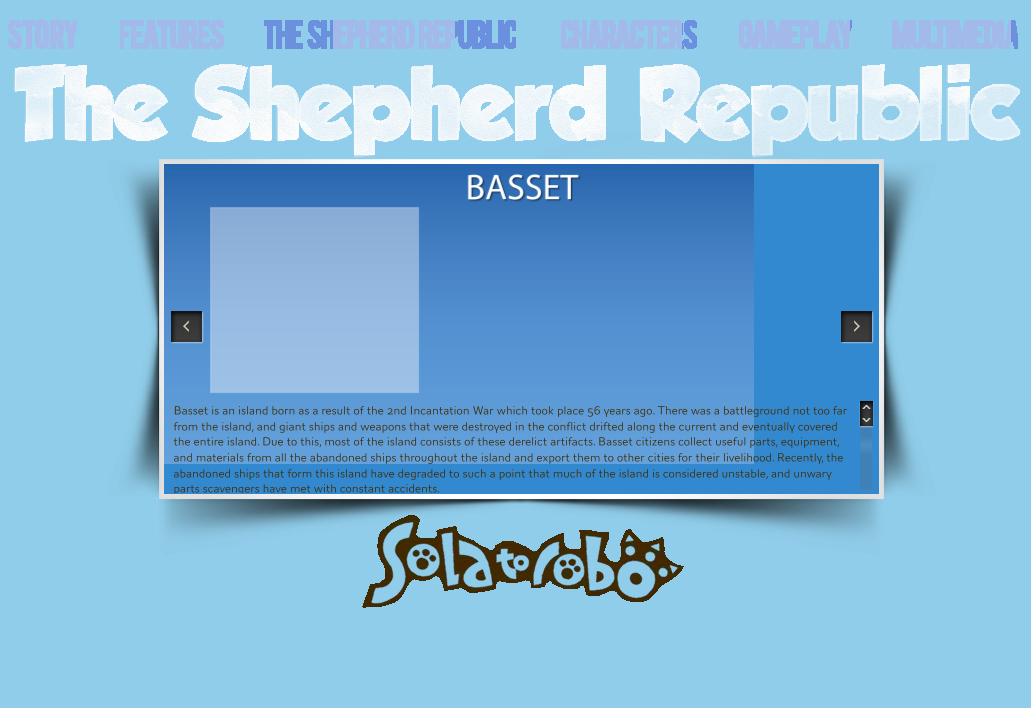 STORY FEATURES THE SHEPHERD REPUBLIC CHARACTERS GAMEPLAY MULTIMEDIA
The Shepherd Republic
BASSET
Basset is an island born as a result of the 2nd Incantation War which took place 56 years ago. There was a battleground not too far
from the island, and giant ships and weapons that were destroyed in the conflict drifted along the current and eventually covered
the entire island. Due to this, most of the island consists of these derelict artifacts. Basset citizens collect useful parts, equipment,
and materials from all the abandoned ships throughout the island and export them to other cities for their livelihood. Recently, the
abandoned ships that form this island have degraded to such a point that much of the island is considered unstable, and unwary
parts scavengers have met with constant accidents.
Solatorobo